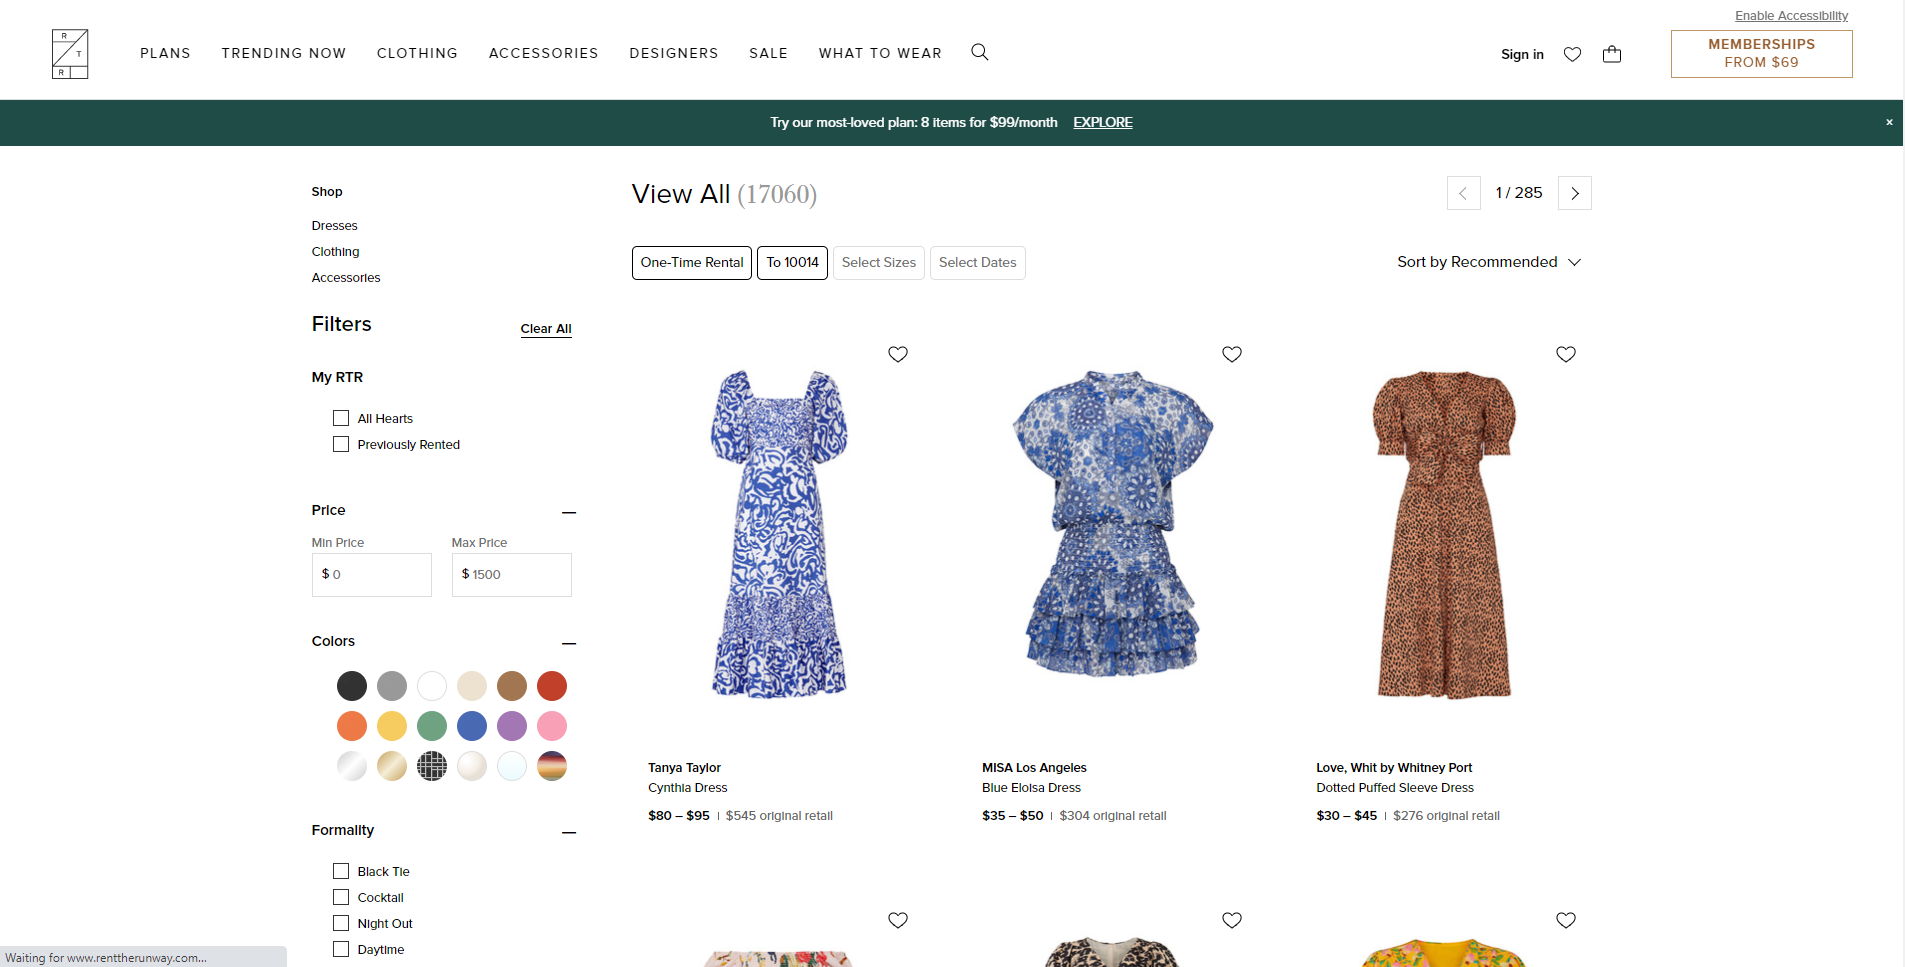 Enable Accessibility
R
T
R
PLANS
TRENDING NOW
CLOTHING
ACCESSORIES
DESIGNERS
SALE
WHAT TO WEAR
Sign in
MEMBERSHIPS
FROM $69
Try our most-loved plan: 8 items for $99/month EXPLORE
×
Shop
Dresses
Clothing
Accessories
Filters
Clear All
My RTR
All Hearts
Previously Rented
Price
Min Price
Max Price
$ 0
$ 1500
Colors
Formality
Black Tie
Cocktail
Night Out
Daytime
View All (17060)
1 / 285
One-Time Rental
To 10014
Select Sizes
Select Dates
Sort by Recommended
Tanya Taylor
Cynthia Dress
$80 – $95 | $545 original retail
MISA Los Angeles
Blue Eloisa Dress
$35 – $50 | $304 original retail
Love, Whit by Whitney Port
Dotted Puffed Sleeve Dress
$30 – $45 | $276 original retail
Waiting for www.renttherunway.com...